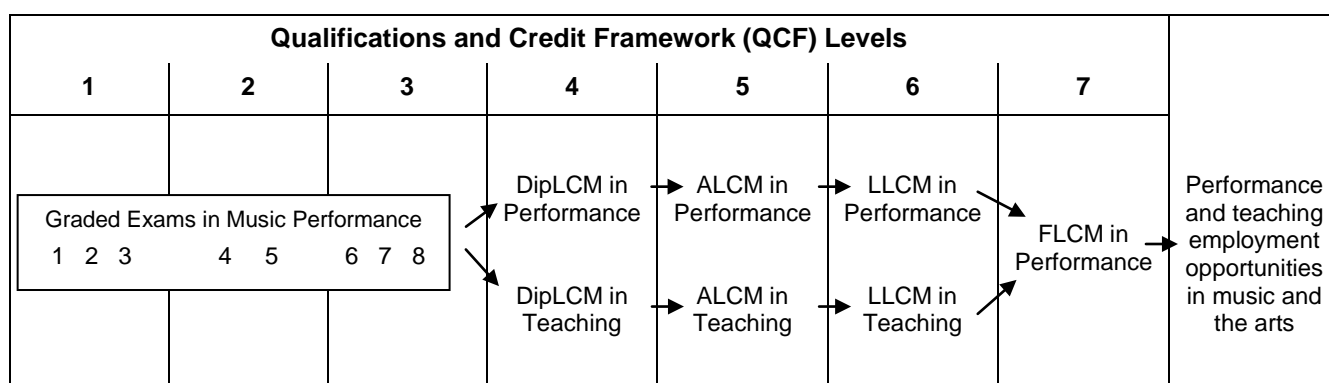 Qualifications and Credit Framework (QCF) Levels
1 2 3 4 5 6 7
Graded Exams in Music Performance
1 2 3 4 5 6 7 8
DipLCM in
Performance
ALCM in
Performance
LLCM in
Performance
DipLCM in
Teaching
ALCM in
Teaching
LLCM in
Teaching
FLCM in
Performance
Performance
and teaching
employment
opportunities
in music and
the arts